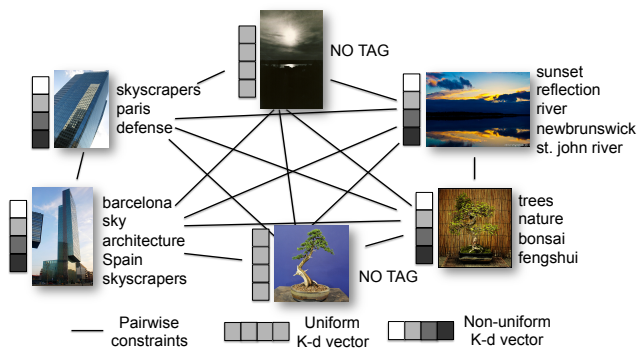 NO TAG
skyscrapers
paris
defense
sunset
reflection
river
newbrunswick
st. john river
barcelona
sky
architecture
Spain
skyscrapers
NO TAG
trees
nature
bonsai
fengshui
Pairwise
constraints
Uniform
K-d vector
Non-uniform
K-d vector